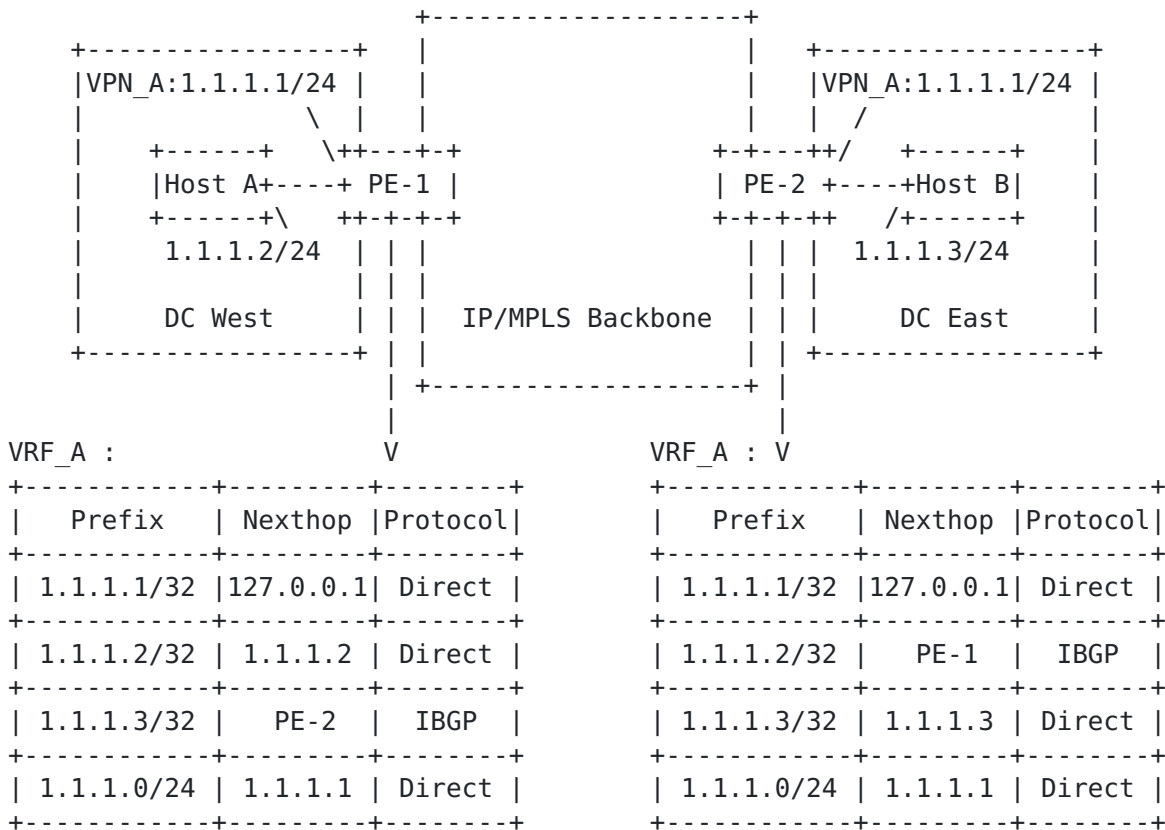 +--------------------+
    +-----------------+   |                    |   +-----------------+
    |VPN_A:1.1.1.1/24 |   |                    |   |VPN_A:1.1.1.1/24 |
    |              \  |   |                    |   |  /              |
    |    +------+   \++---+-+                +-+---++/   +------+    |
    |    |Host A+----+ PE-1 |                | PE-2 +----+Host B|    |
    |    +------+\   ++-+-+-+                +-+-+-++   /+------+    |
    |     1.1.1.2/24  | | |                    | | |  1.1.1.3/24     |
    |                 | | |                    | | |                 |
    |     DC West     | | |  IP/MPLS Backbone  | | |     DC East     |
    +-----------------+ | |                    | | +-----------------+
                        | +--------------------+ |
                        |                        |
VRF_A :                 V                VRF_A : V
+------------+---------+--------+        +------------+---------+--------+
|   Prefix   | Nexthop |Protocol|        |   Prefix   | Nexthop |Protocol|
+------------+---------+--------+        +------------+---------+--------+
| 1.1.1.1/32 |127.0.0.1| Direct |        | 1.1.1.1/32 |127.0.0.1| Direct |
+------------+---------+--------+        +------------+---------+--------+
| 1.1.1.2/32 | 1.1.1.2 | Direct |        | 1.1.1.2/32 |   PE-1  |  IBGP  |
+------------+---------+--------+        +------------+---------+--------+
| 1.1.1.3/32 |   PE-2  |  IBGP  |        | 1.1.1.3/32 | 1.1.1.3 | Direct |
+------------+---------+--------+        +------------+---------+--------+
| 1.1.1.0/24 | 1.1.1.1 | Direct |        | 1.1.1.0/24 | 1.1.1.1 | Direct |
+------------+---------+--------+        +------------+---------+--------+